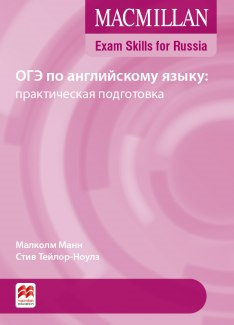 MACMILLAN
Exam Skills for Russia
ОГЭ по английскому языку:
практическая подготовка
Малколм Манн
Стив Тейлор-Ноулз